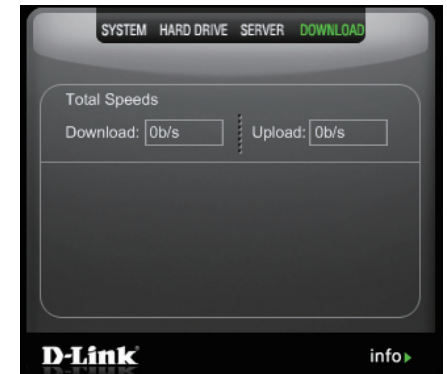 SYSTEM HARD DRIVE SERVER DOWNLOAD
Total Speeds
Download: 0b/s Upload: 0b/s
D-Link
info